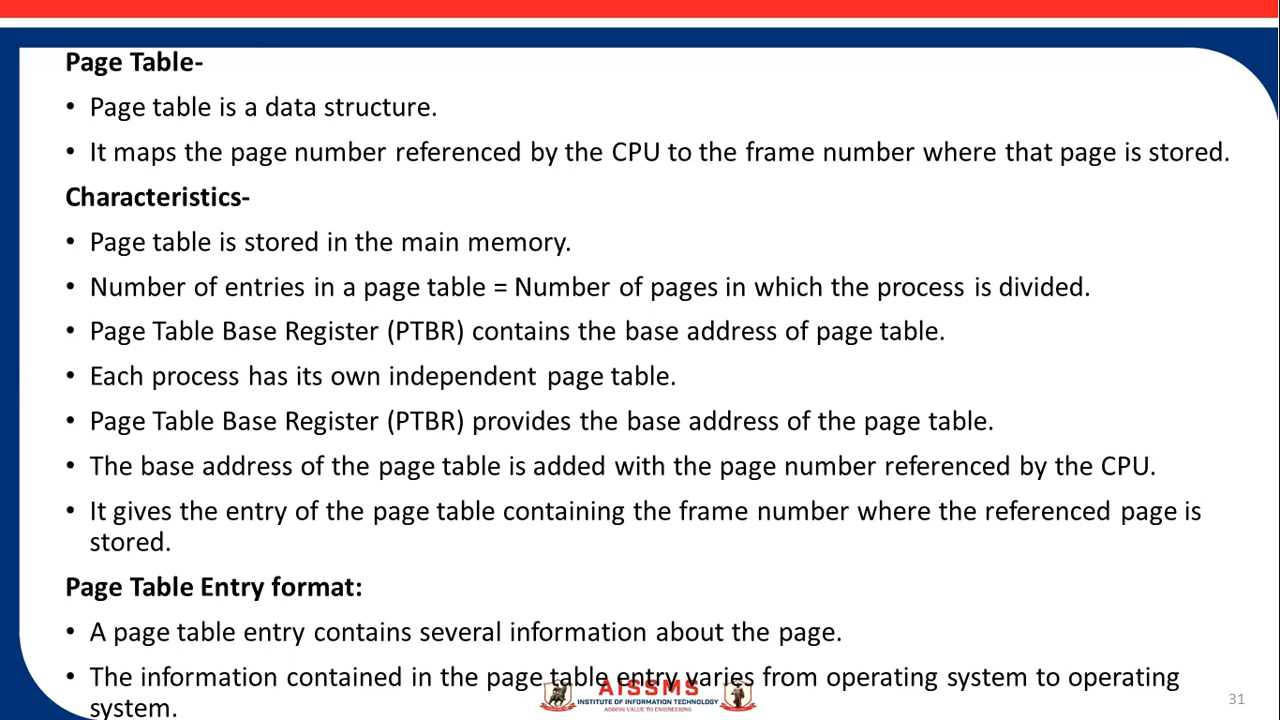 Page Table-
• Page table is a data structure.
• It maps the page number referenced by the CPU to the frame number where that page is stored.
Characteristics-
• Page table is stored in the main memory.
• Number of entries in a page table = Number of pages in which the process is divided.
• Page Table Base Register (PTBR) contains the base address of page table.
• Each process has its own independent page table.
• Page Table Base Register (PTBR) provides the base address of the page table.
• The base address of the page table is added with the page number referenced by the CPU.
• It gives the entry of the page table containing the frame number where the referenced page is
stored.
Page Table Entry format:
• A page table entry contains several information about the page.
• The information contained in the page table entry varies from operating system to operating
system.
AISSMS
INSTITUTE OF INFORMATION TECHNOLOGY
ADDING VALUE TO ENGINEERING
31